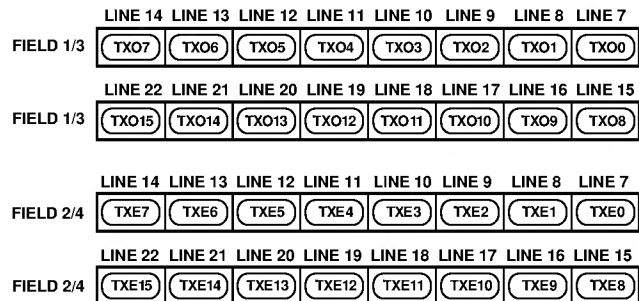 LINE 14 LINE 13 LINE 12 LINE 11 LINE 10 LINE 9 LINE 8 LINE 7
FIELD 1/3 TXO7 TXO6 TXO5 TXO4 TXO3 TXO2 TXO1 TXO0
LINE 22 LINE 21 LINE 20 LINE 19 LINE 18 LINE 17 LINE 16 LINE 15
FIELD 1/3 TXO15 TXO14 TXO13 TXO12 TXO11 TXO10 TXO9 TXO8
LINE 14 LINE 13 LINE 12 LINE 11 LINE 10 LINE 9 LINE 8 LINE 7
FIELD 2/4 TXE7 TXE6 TXE5 TXE4 TXE3 TXE2 TXE1 TXE0
LINE 22 LINE 21 LINE 20 LINE 19 LINE 18 LINE 17 LINE 16 LINE 15
FIELD 2/4 TXE15 TXE14 TXE13 TXE12 TXE11 TXE10 TXE9 TXE8